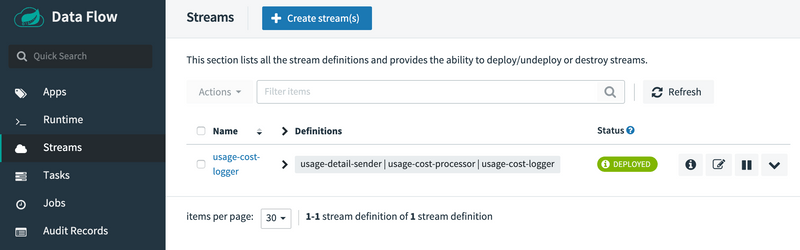 Data Flow
Quick Search
Apps
Runtime
Streams
Tasks
Jobs
Audit Records
Streams
+ Create stream(s)
This section lists all the stream definitions and provides the ability to deploy/undeploy or destroy streams.
Actions
Filter items
Refresh
Name
Definitions
Status
usage-cost-
logger
usage-detail-sender | usage-cost-processor | usage-cost-logger
DEPLOYED
items per page: 30
1-1 stream definition of 1 stream definition